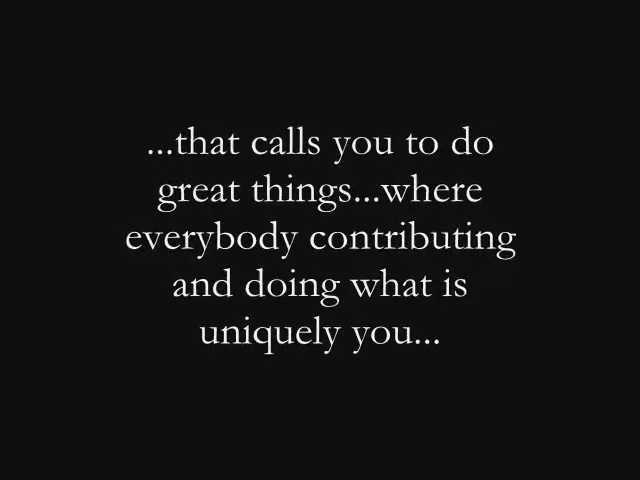 ...that calls you to do
great things...where
everybody contributing
and doing what is
uniquely you...